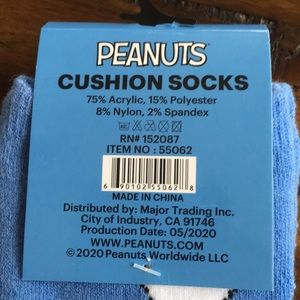 PEANUTS
CUSHION SOCKS
75% Acrylic, 15% Polyester
8% Nylon, 2% Spandex
RN# 152087
ITEM NO : 55062
6 90102 55062 8
MADE IN CHINA
Distributed by: Major Trading Inc.
City of Industry, CA 91746
Production Date: 05/2020
WWW.PEANUTS.COM
© 2020 Peanuts Worldwide LLC